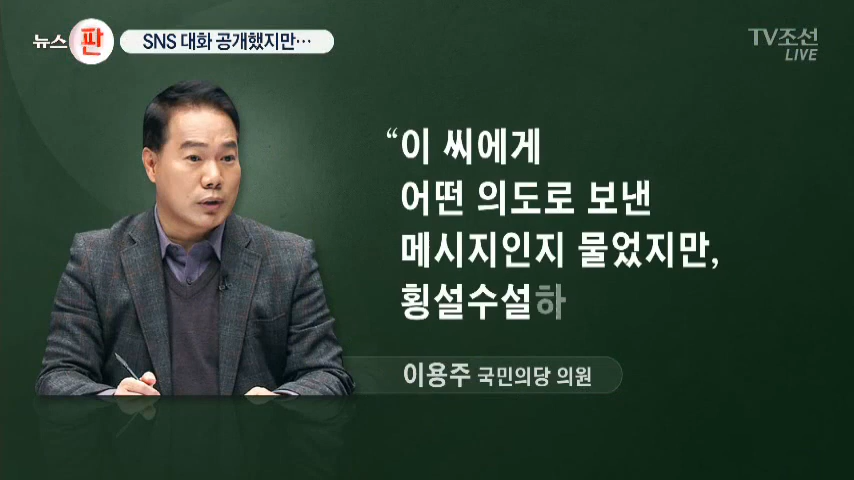 뉴스 판
SNS 대화 공개했지만…
TV조선
LIVE
“이 씨에게
어떤 의도로 보낸
메시지인지 물었지만,
횡설수설하
이용주 국민의당 의원